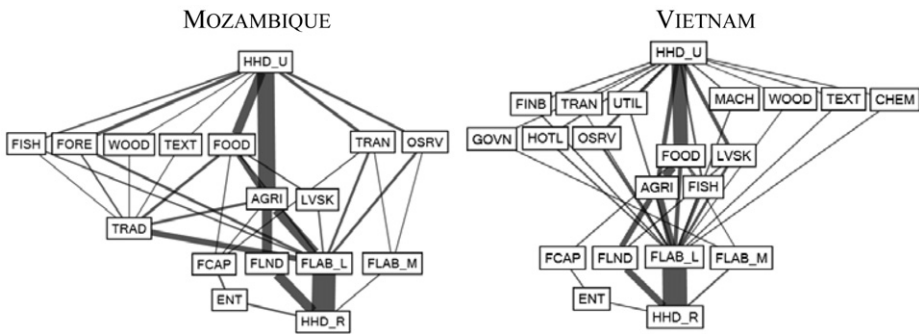 MOZAMBIQUE VIETNAM
HHD_U HHD_U
FINB TRAN UTIL MACH WOOD TEXT CHEM
FISH FORE WOOD TEXT FOOD TRAN OSRV GOVN HOTL OSRV
FOOD LVSK
AGRI LVSK AGRI FISH
TRAD
FCAP FLND FLAB_L FLAB_M FCAP FLND FLAB_L FLAB_M
ENT ENT
HHD_R HHD_R